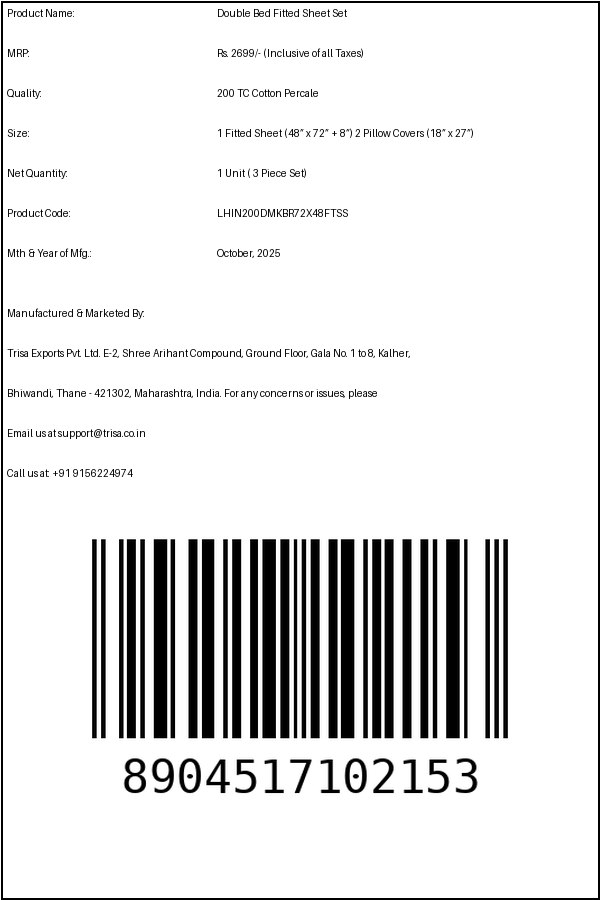 Product Name: Double Bed Fitted Sheet Set
MRP: Rs. 2699/- (Inclusive of all Taxes)
Quality: 200 TC Cotton Percale
Size: 1 Fitted Sheet (48” x 72” + 8”) 2 Pillow Covers (18” x 27”)
Net Quantity: 1 Unit ( 3 Piece Set)
Product Code: LHIN200DMKBR72X48FTSS
Mth & Year of Mfg.: October, 2025
Manufactured & Marketed By:
Trisa Exports Pvt. Ltd. E-2, Shree Arihant Compound, Ground Floor, Gala No. 1 to 8, Kalher,
Bhiwandi, Thane - 421302, Maharashtra, India. For any concerns or issues, please
Email us at support@trisa.co.in
Call us at: +91 9156224974
8904517102153